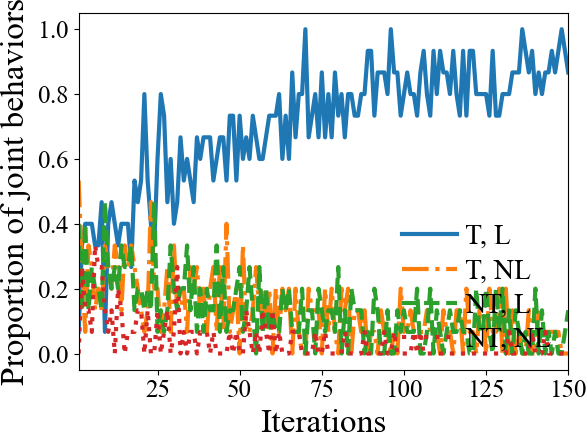 Proportion of joint behaviors
1.0
0.8
0.6
0.4
0.2
0.0
T, L
T, NL
NT, L
NT, NL
25 50 75 100 125 150
Iterations